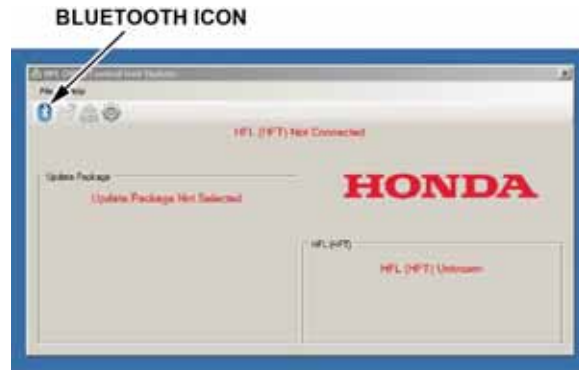 BLUETOOTH ICON
HFL (HFT) Not Connected
Update Package
Update Package Not Selected
HONDA
HFL (HFT)
HFL (HFT) Unknown